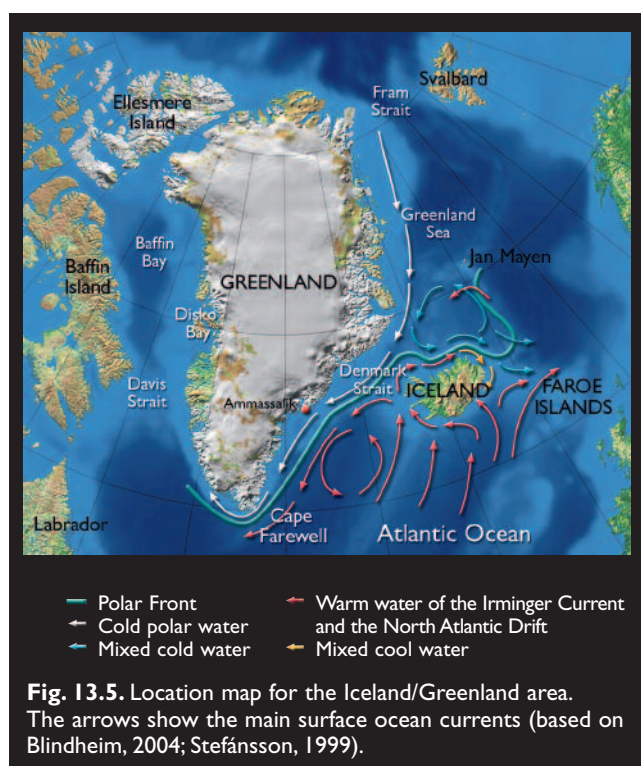 Svalbard
Fram
Strait
Ellesmere
Island
Greenland
Sea
Baffin
Bay
Jan Mayen
Baffin
Island
GREENLAND
Disko
Bay
Denmark
Strait
Davis
Strait
ICELAND
FAROE
ISLANDS
Ammassalik
Labrador
Cape
Farewell
Atlantic Ocean
Polar Front
Cold polar water
Mixed cold water
Warm water of the Irminger Current
and the North Atlantic Drift
Mixed cool water
Fig. 13.5. Location map for the Iceland/Greenland area.
The arrows show the main surface ocean currents (based on
Blindheim, 2004; Stefánsson, 1999).